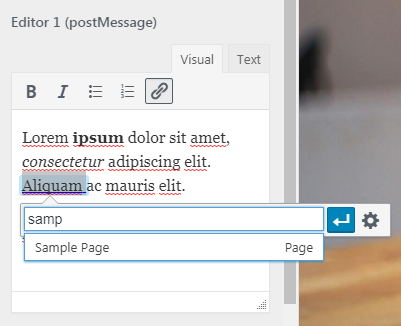 Editor 1 (postMessage)
Visual Text
B I
Lorem ipsum dolor sit amet,
consectetur adipiscing elit.
Aliquam ac mauris elit.
samp
Sample Page Page